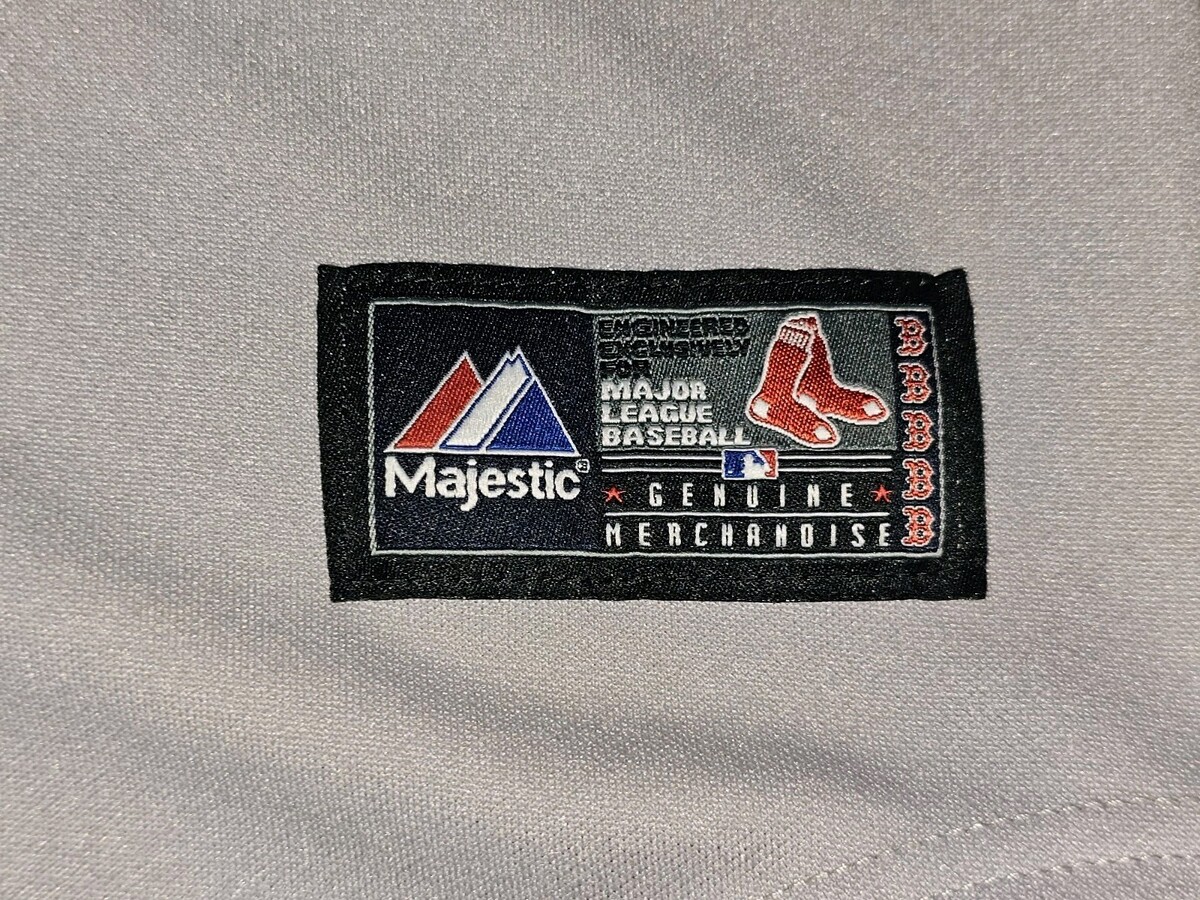 Majestic®
ENGINEERED
EXCLUSIVELY
FOR
MAJOR
LEAGUE
BASEBALL
GENUINE
MERCHANDISE
B
B
B
B
B